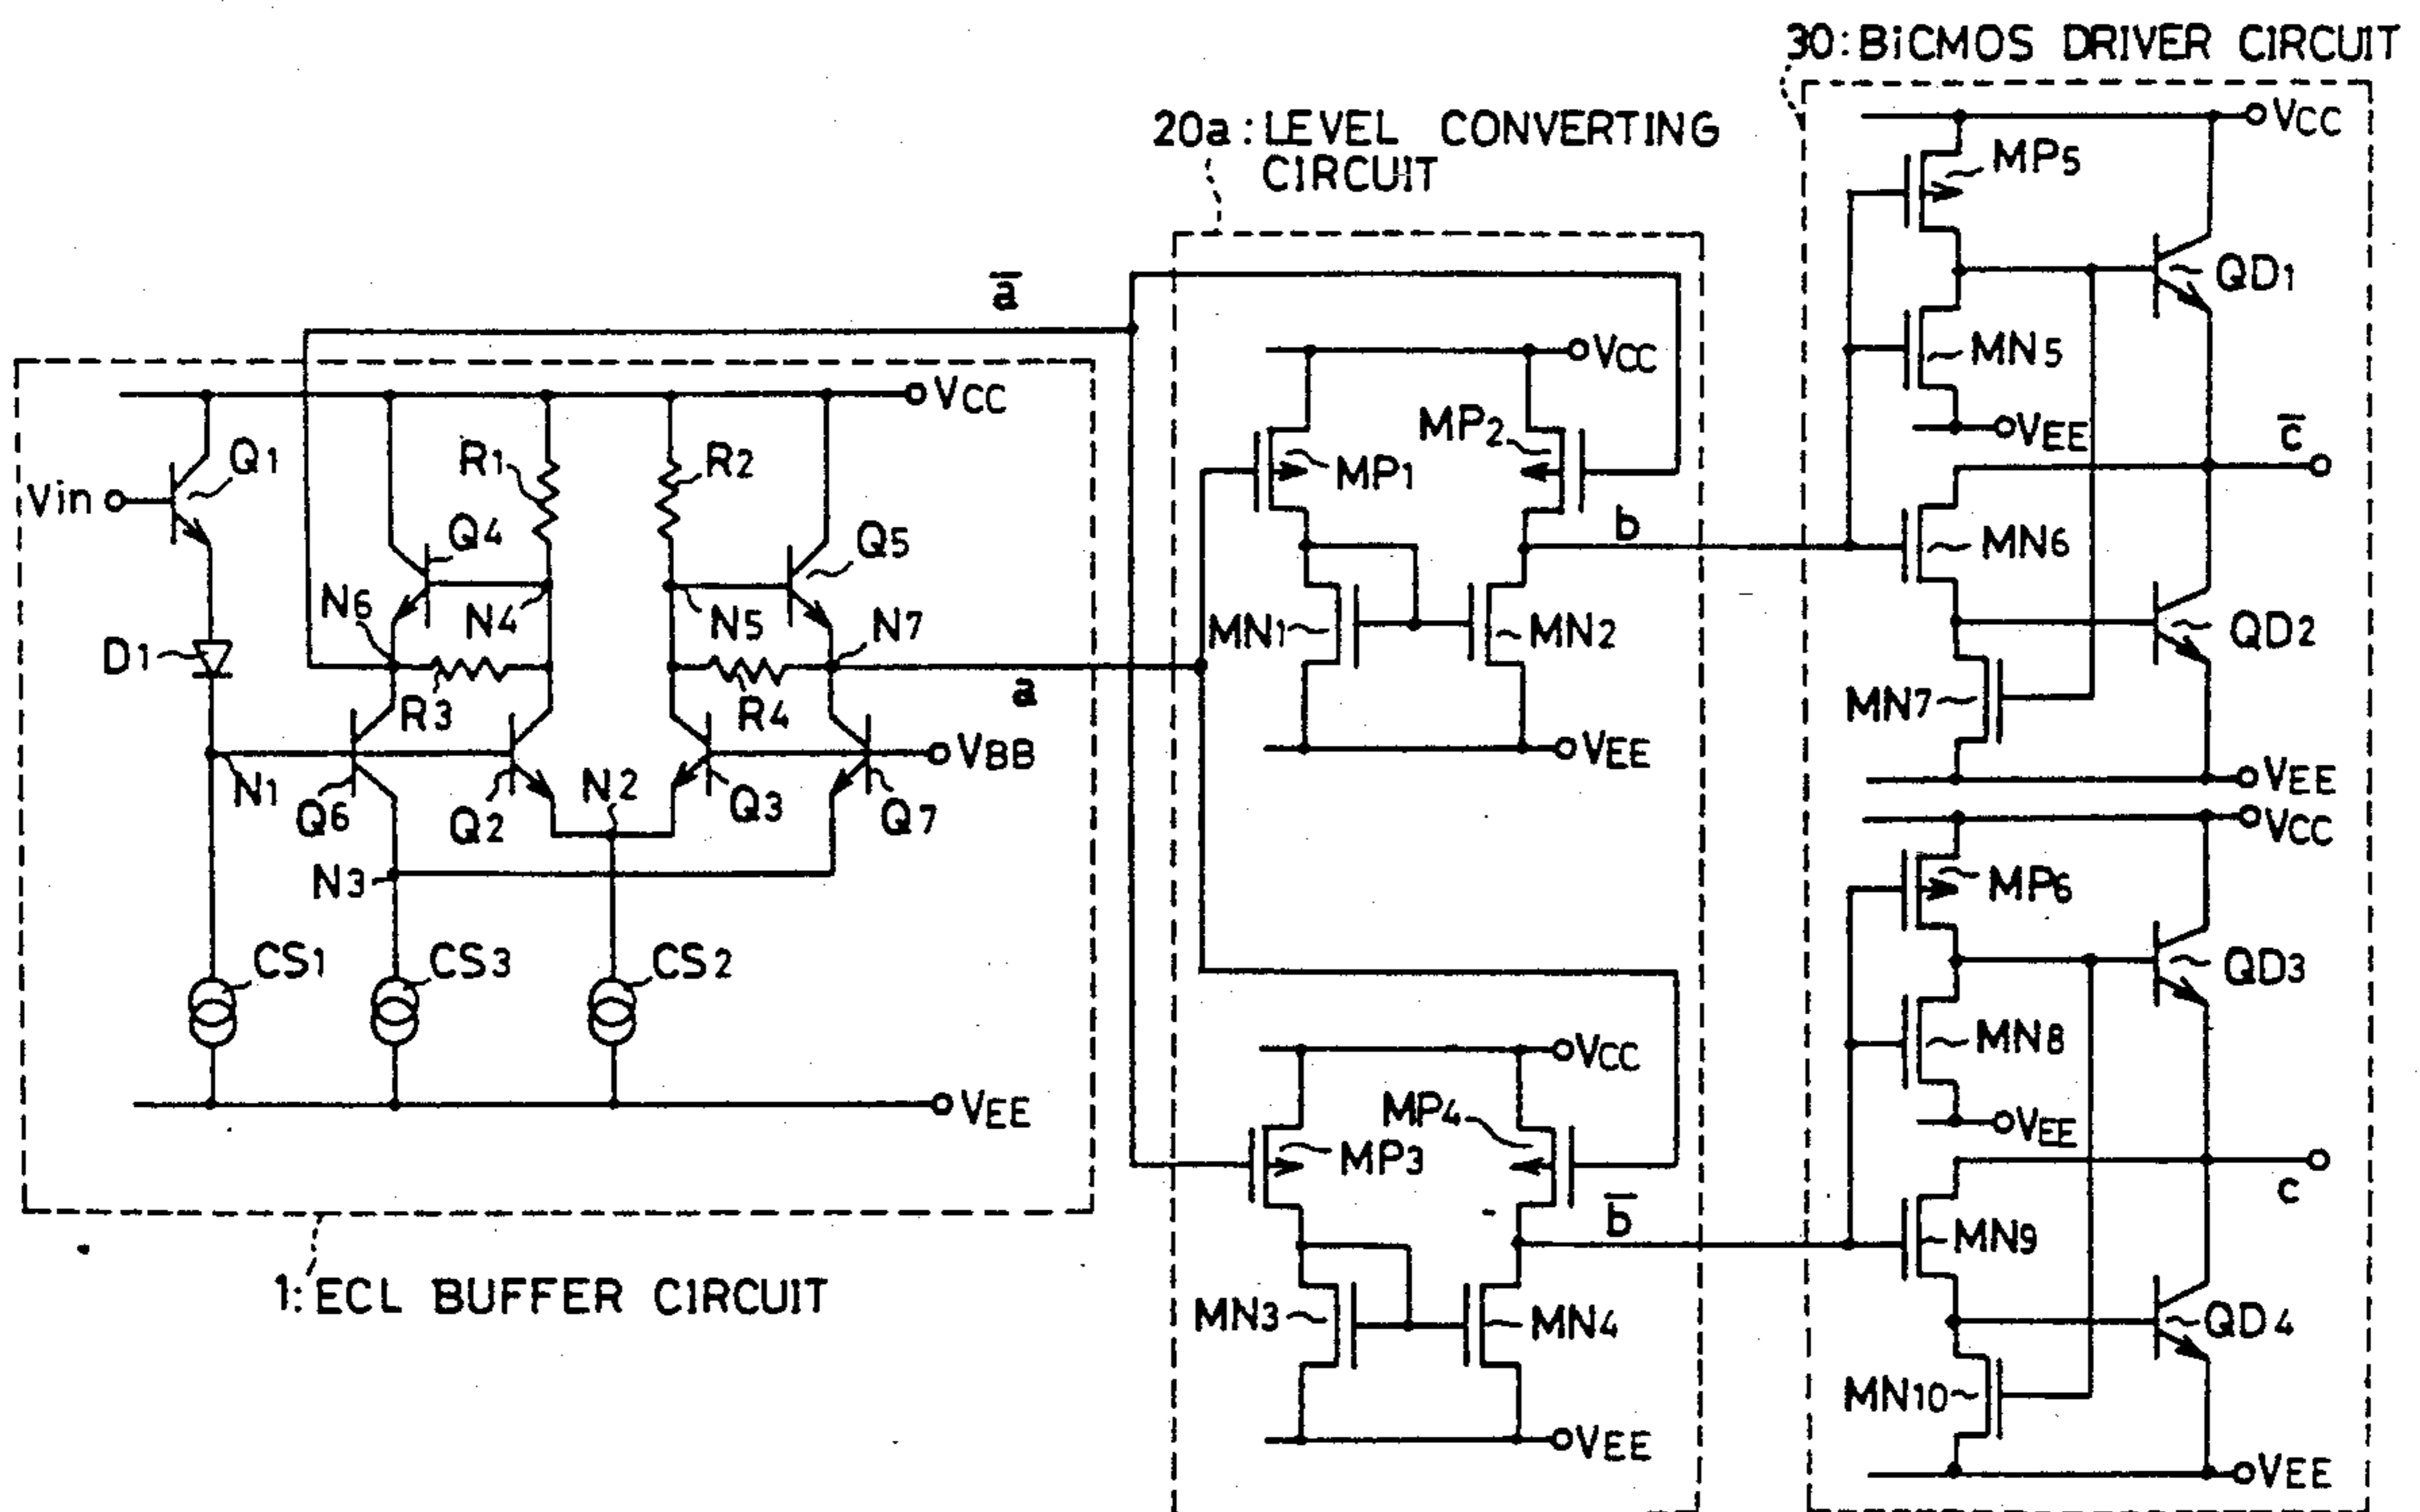 30:BiCMOS DRIVER CIRCUIT
20a:LEVEL CONVERTING
CIRCUIT
1:ECL BUFFER CIRCUIT
VCC
Vin
Q1
D1
N1
CS1
Q4
R1
R2
Q5
N6
N4
N5
N7
R3
R4
VBB
Q6
Q2
N2
Q3
Q7
N3
CS3
CS2
VEE
a̅
a
VCC
MP1
MP2
b
MN1
MN2
VEE
VCC
MP3
MP4
b̅
MN3
MN4
VEE
VCC
MP5
QD1
MN5
VEE
c̅
MN6
QD2
MN7
VEE
VCC
MP6
QD3
MN8
VEE
c
MN9
QD4
MN10
VEE